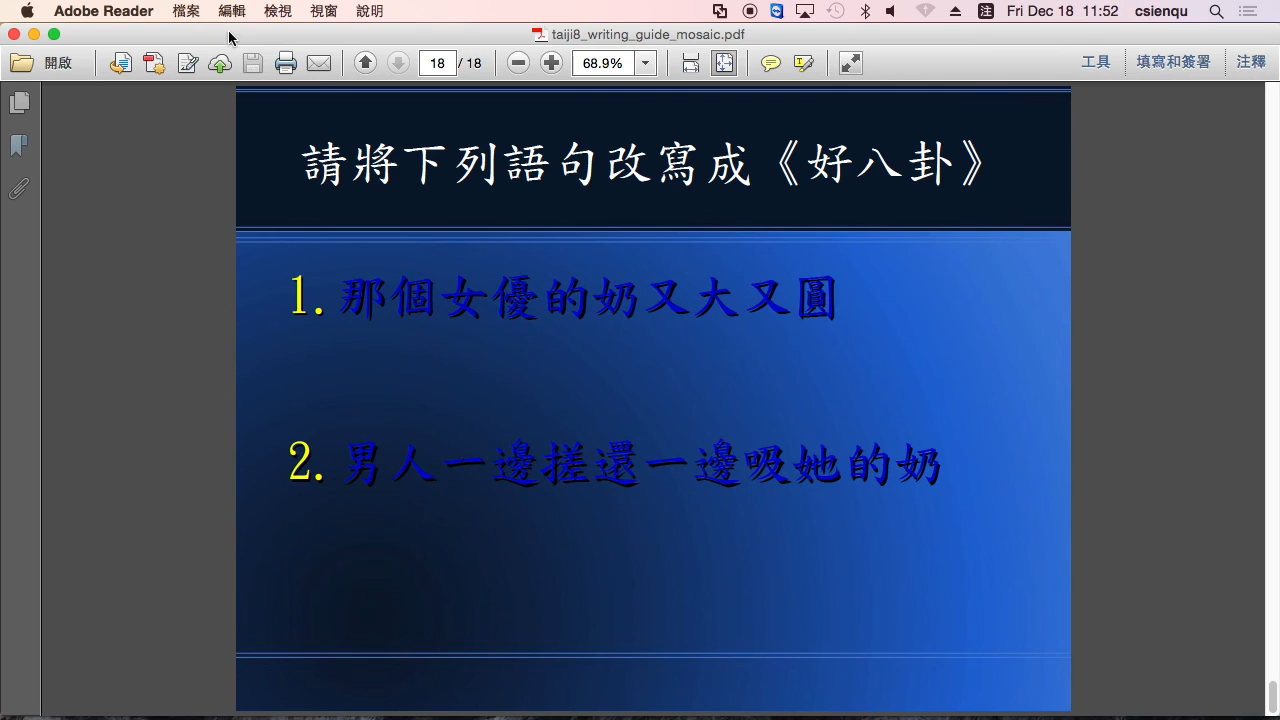 Adobe Reader 檔案 編輯 檢視 視窗 說明 注 Fri Dec 18 11:52 csienqu
taiji8_writing_guide_mosaic.pdf
開啟 18 / 18 68.9% 工具 填寫和簽署 注釋
請將下列語句改寫成《好八卦》
1. 那個女優的奶又大又圓
2. 男人一邊搓還一邊吸她的奶